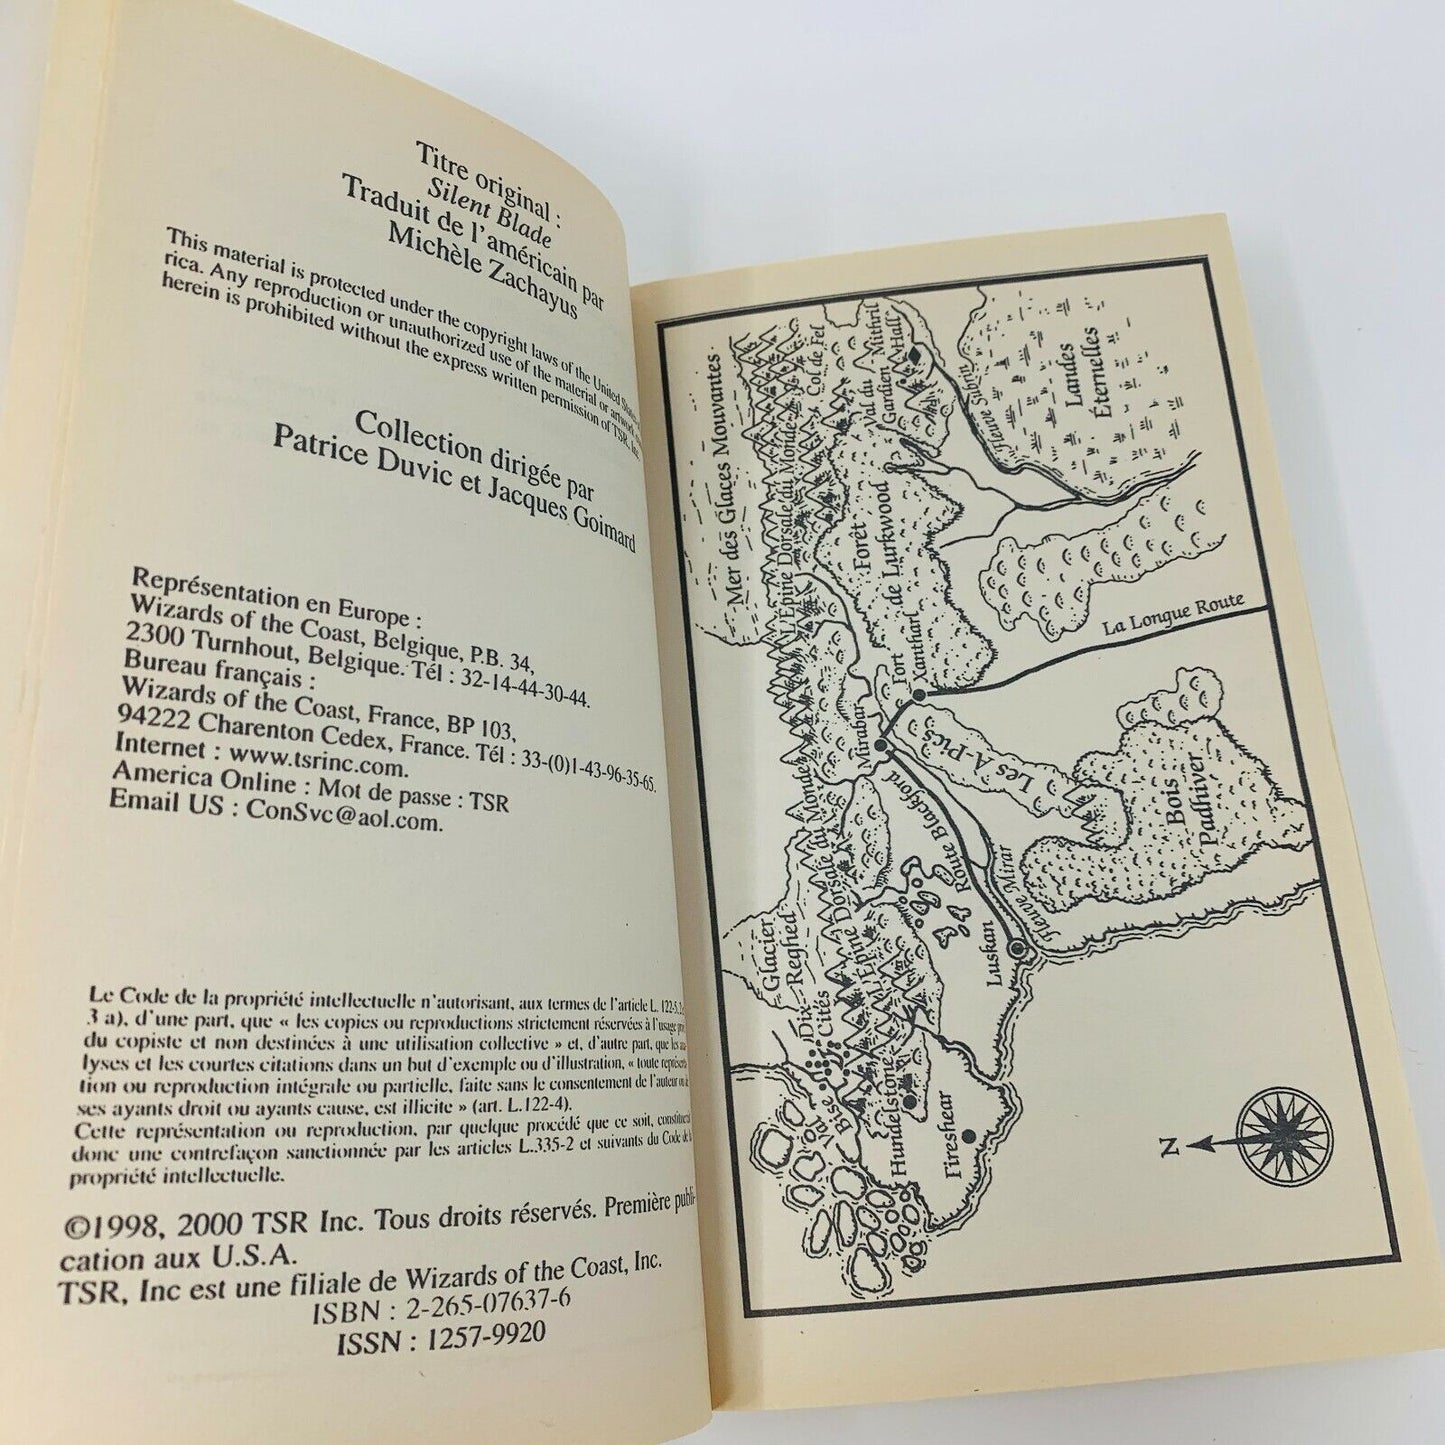 Titre original :
Silent Blade
Traduit de l'américain par
Michèle Zachayus
This material is protected under the copyright laws of the United States
rica. Any reproduction or unauthorized use of the material or artwork
herein is prohibited without the express written permission of TSR, Inc.
Collection dirigée par
Patrice Duvic et Jacques Goimard
Représentation en Europe :
Wizards of the Coast, Belgique, P.B. 34,
2300 Turnhout, Belgique. Tél : 32-14-44-30-44.
Bureau français :
Wizards of the Coast, France, BP 103,
94222 Charenton Cedex, France. Tél : 33-(0)1-43-96-35-65.
Internet : www.tsrinc.com.
America Online : Mot de passe : TSR
Email US : ConSvc@aol.com.
Le Code de la propriété intellectuelle n'autorisant, aux termes de l'article L. 122-5.
3 a), d'une part, que « les copies ou reproductions strictement réservées à l'usage
du copiste et non destinées à une utilisation collective » et, d'autre part, que les
lyses et les courtes citations dans un but d'exemple ou d'illustration, « toute
tion ou reproduction intégrale ou partielle, faite sans le consentement de l'auteur
ses ayants droit ou ayants cause, est illicite » (art. L.122-4).
Cette représentation ou reproduction, par quelque procédé que ce soit,
donc une contrefaçon sanctionnée par les articles L.335-2 et suivants du Code
propriété intellectuelle.
©1998, 2000 TSR Inc. Tous droits réservés. Première publi-
cation aux U.S.A.
TSR, Inc est une filiale de Wizards of the Coast, Inc.
ISBN : 2-265-07637-6
ISSN : 1257-9920
Mer des Glaces Mouvantes
L'Épine Dorsale du Monde
Col de Fel
Val du
Gardien
Mithril
Hall
Fleuve Subrin
Landes
Éternelles
Forêt
de Lurkwood
La Longue Route
Fort
Xantharl
Mirabar
Les A-Pics
Bois
Padhiver
Route Blackford
Fleuve Mirar
Luskan
Glacier
Reghed
L'Épine Dorsale du Monde
Dix-
Cités
Val
Bise
Hundelstone
Fireshear
N